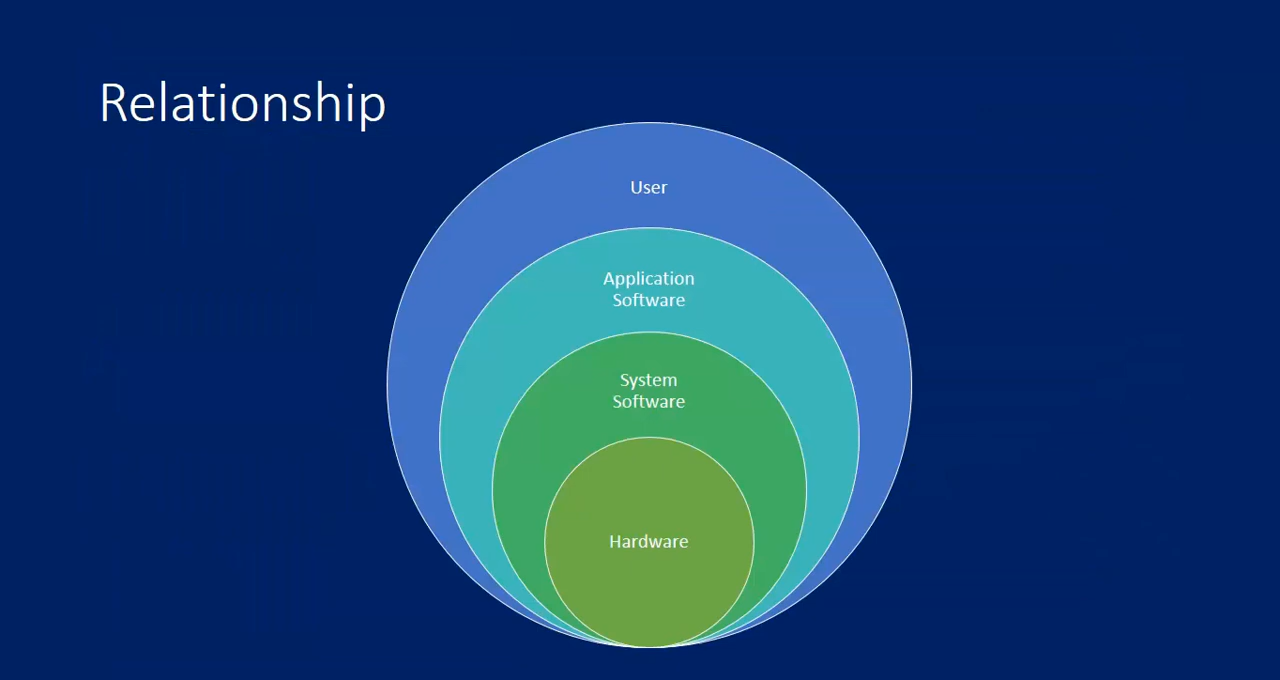 Relationship
User
Application
Software
System
Software
Hardware